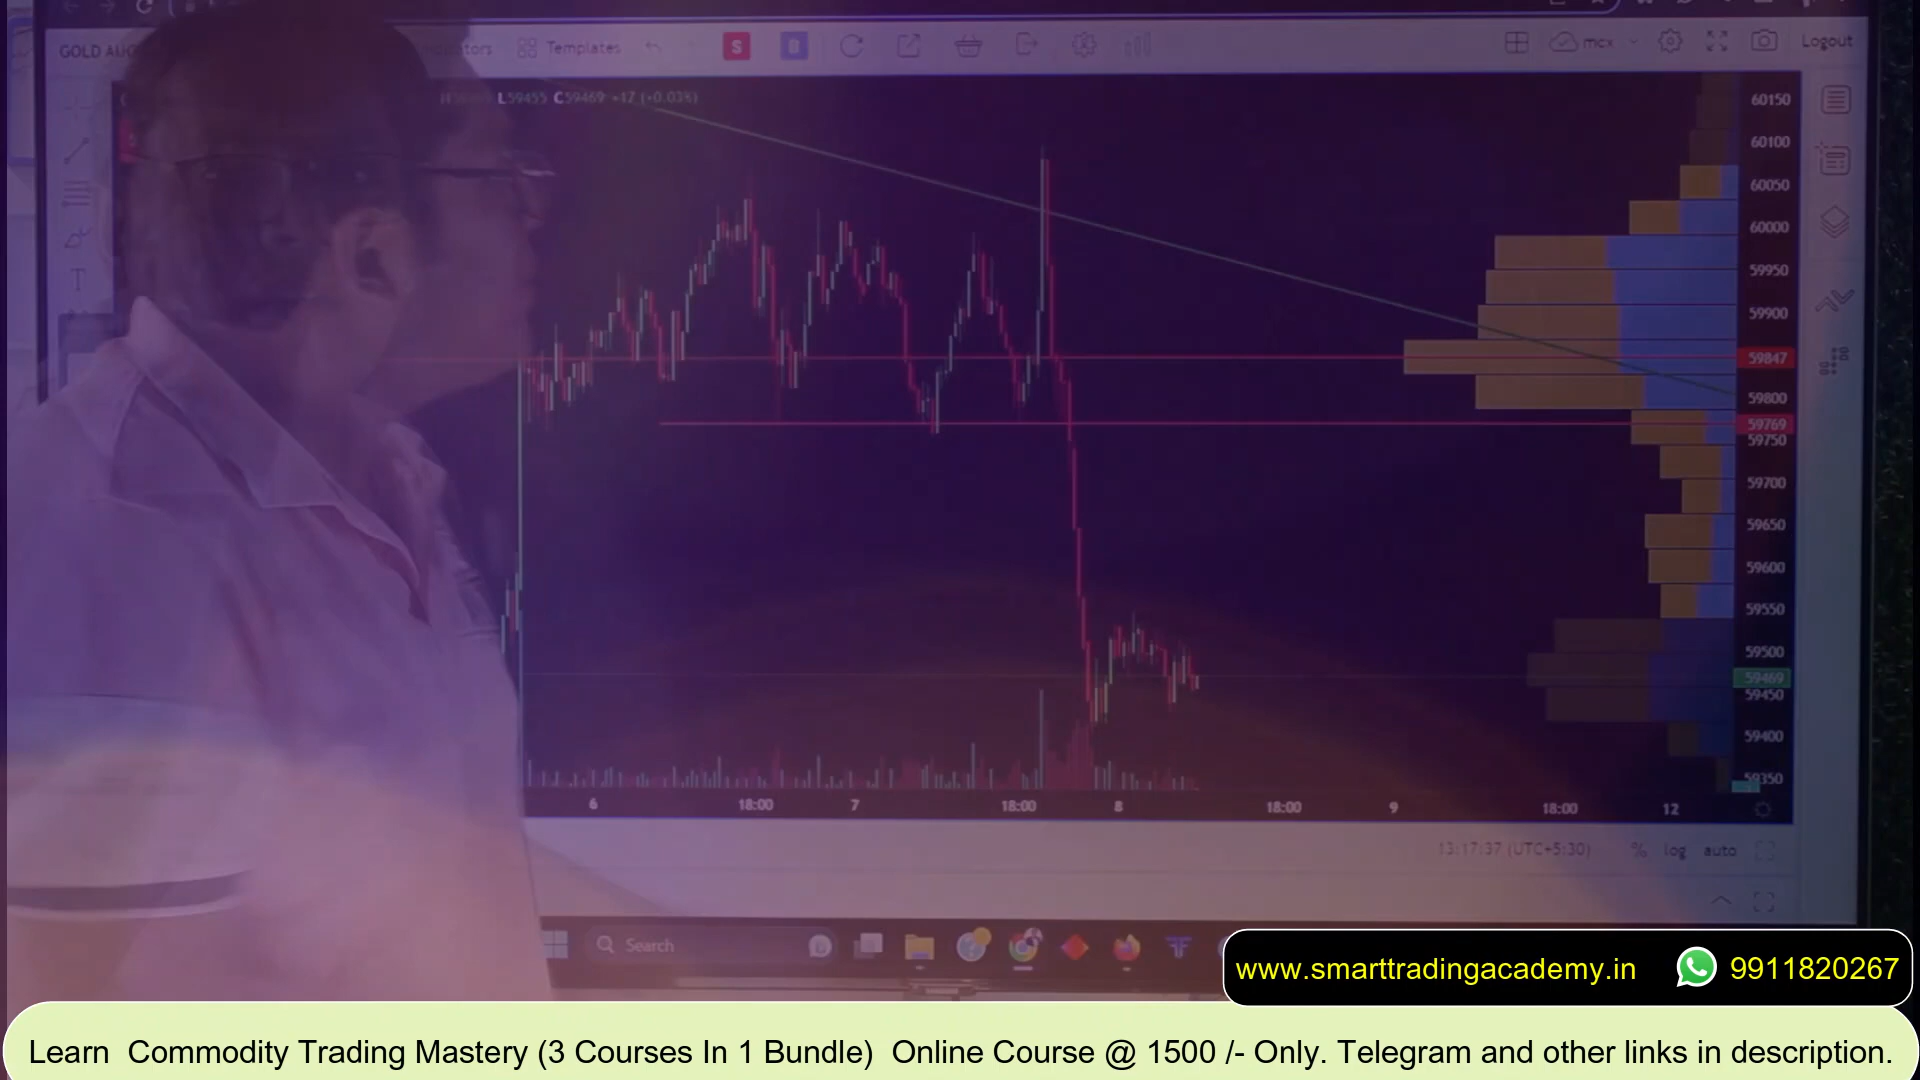 GOLD AUG
Templates
S
B
mcx
Logout
L59455 C59469 +17 (+0.03%)
60150
60100
60050
60000
59950
59900
59847
59800
59769
59750
59700
59650
59600
59550
59500
59469
59450
59400
59350
6 18:00 7 18:00 8 18:00 9 18:00 12
13:17:37 (UTC+5:30) % log auto
Search
www.smarttradingacademy.in 9911820267
Learn Commodity Trading Mastery (3 Courses In 1 Bundle) Online Course @ 1500 /- Only. Telegram and other links in description.